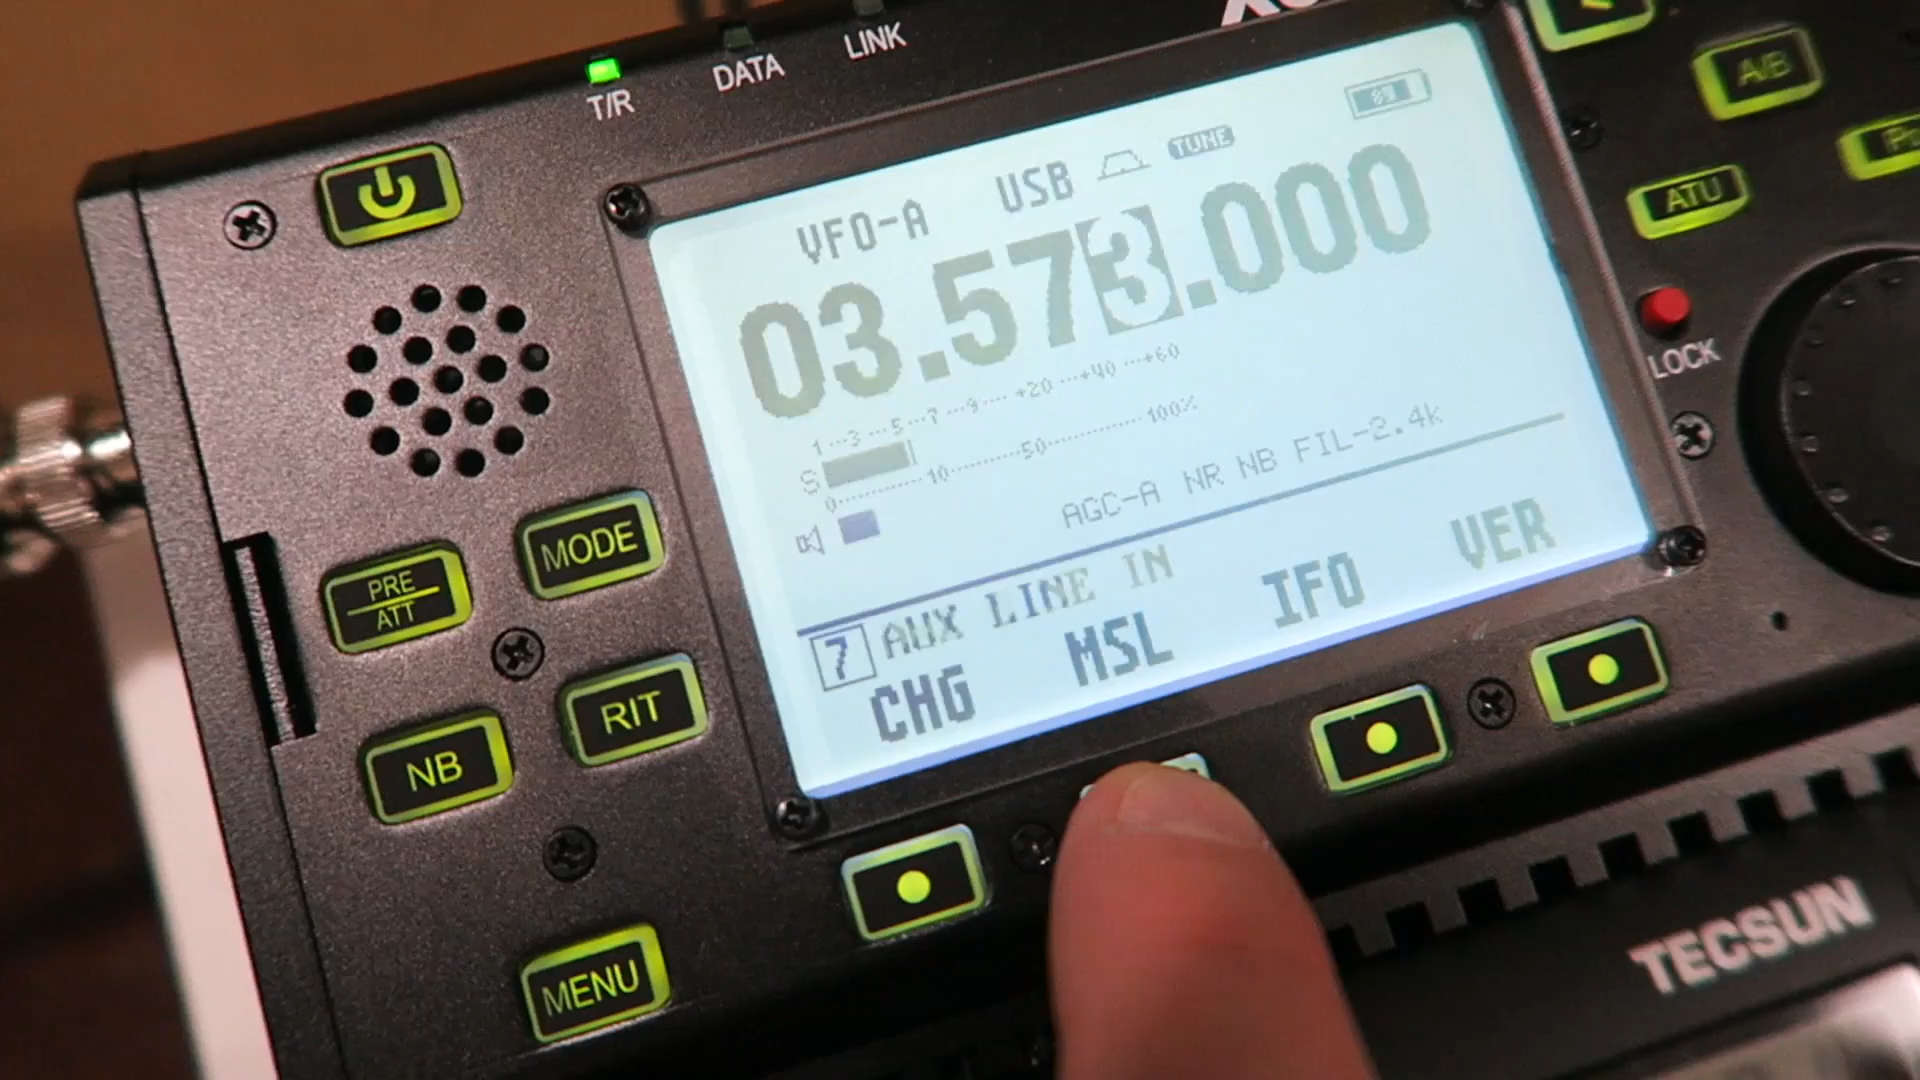 T/R
DATA
LINK
A/B
ATU
LOCK
VFO-A USB TUNE 89
03.573.000
1···3···5···7···9····+20···+40···+60
S
0·········10·········50············100%
AGC-A NR NB FIL-2.4k
7 AUX LINE IN
CHG MSL IFO VER
PRE
ATT
MODE
NB
RIT
MENU
TECSUN